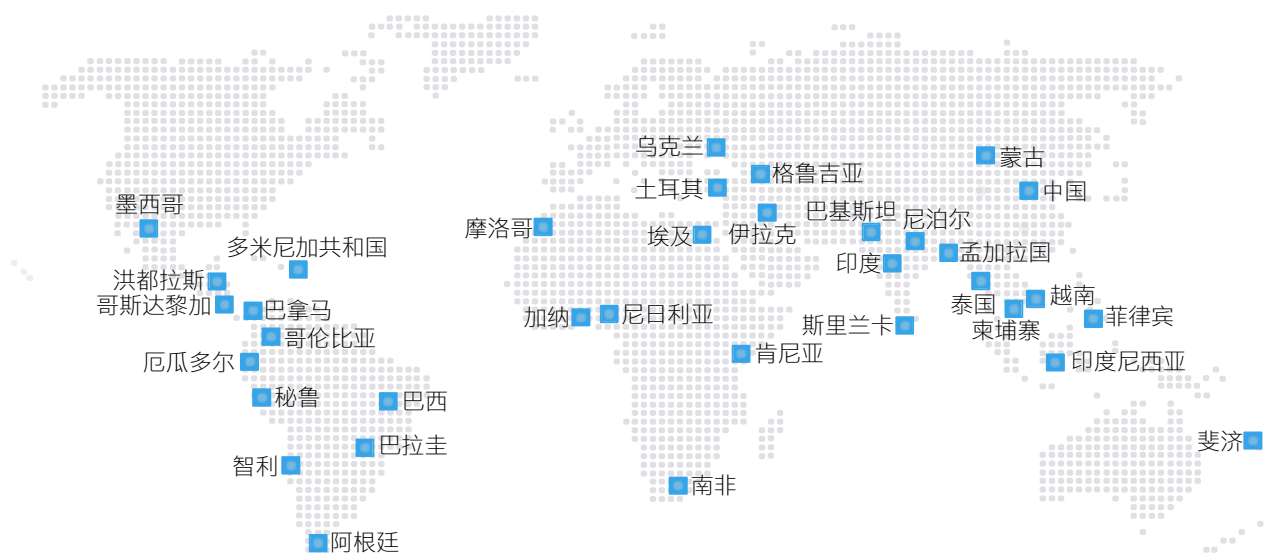 乌克兰
蒙古
格鲁吉亚
土耳其
中国
墨西哥
巴基斯坦
尼泊尔
摩洛哥
埃及
伊拉克
多米尼加共和国
孟加拉国
印度
洪都拉斯
哥斯达黎加
泰国
越南
巴拿马
加纳
尼日利亚
斯里兰卡
柬埔寨
菲律宾
哥伦比亚
肯尼亚
厄瓜多尔
印度尼西亚
秘鲁
巴西
巴拉圭
斐济
智利
南非
阿根廷